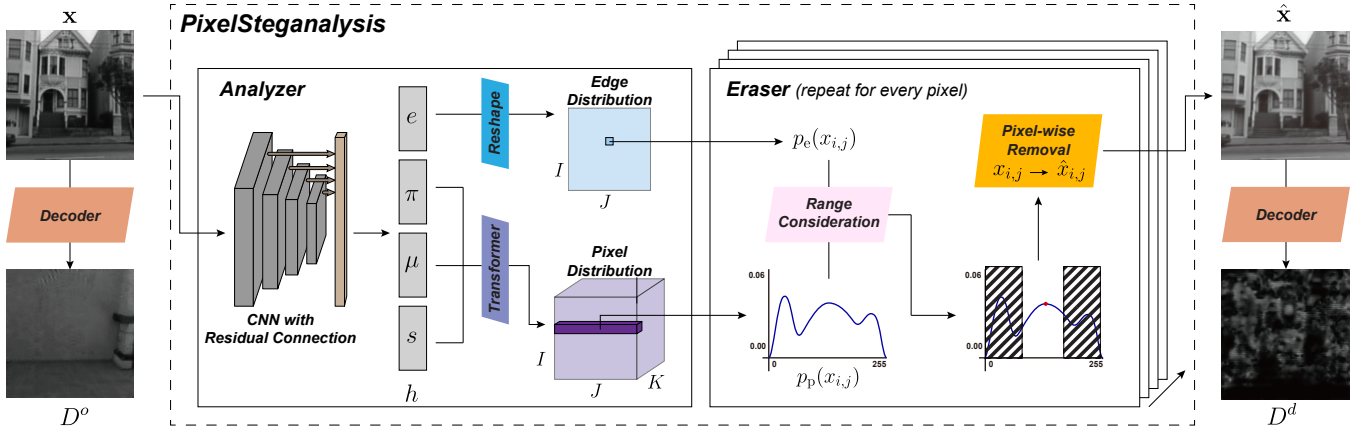 x
PixelSteganalysis
x̂
Analyzer
Eraser (repeat for every pixel)
e
π
μ
s
h
Reshape
Transformer
Edge
Distribution
I
J
Pixel
Distribution
I
J
K
CNN with
Residual Connection
p_e(x_{i,j})
Range
Consideration
Pixel-wise
Removal
x_{i,j} → x̂_{i,j}
0.06
0.00
0
255
p_p(x_{i,j})
0.06
0.00
0
255
Decoder
D^o
Decoder
D^d